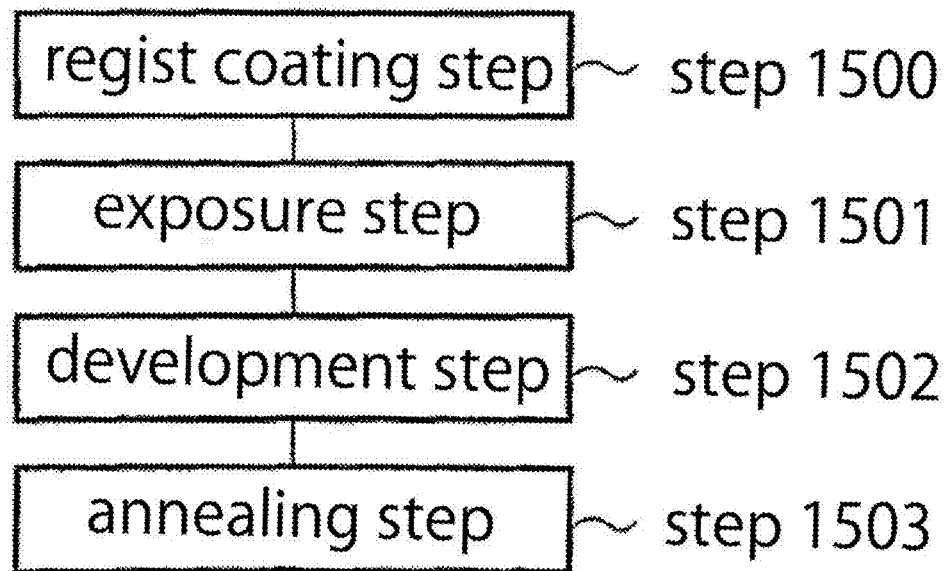 regist coating step step 1500
exposure step step 1501
development step step 1502
annealing step step 1503